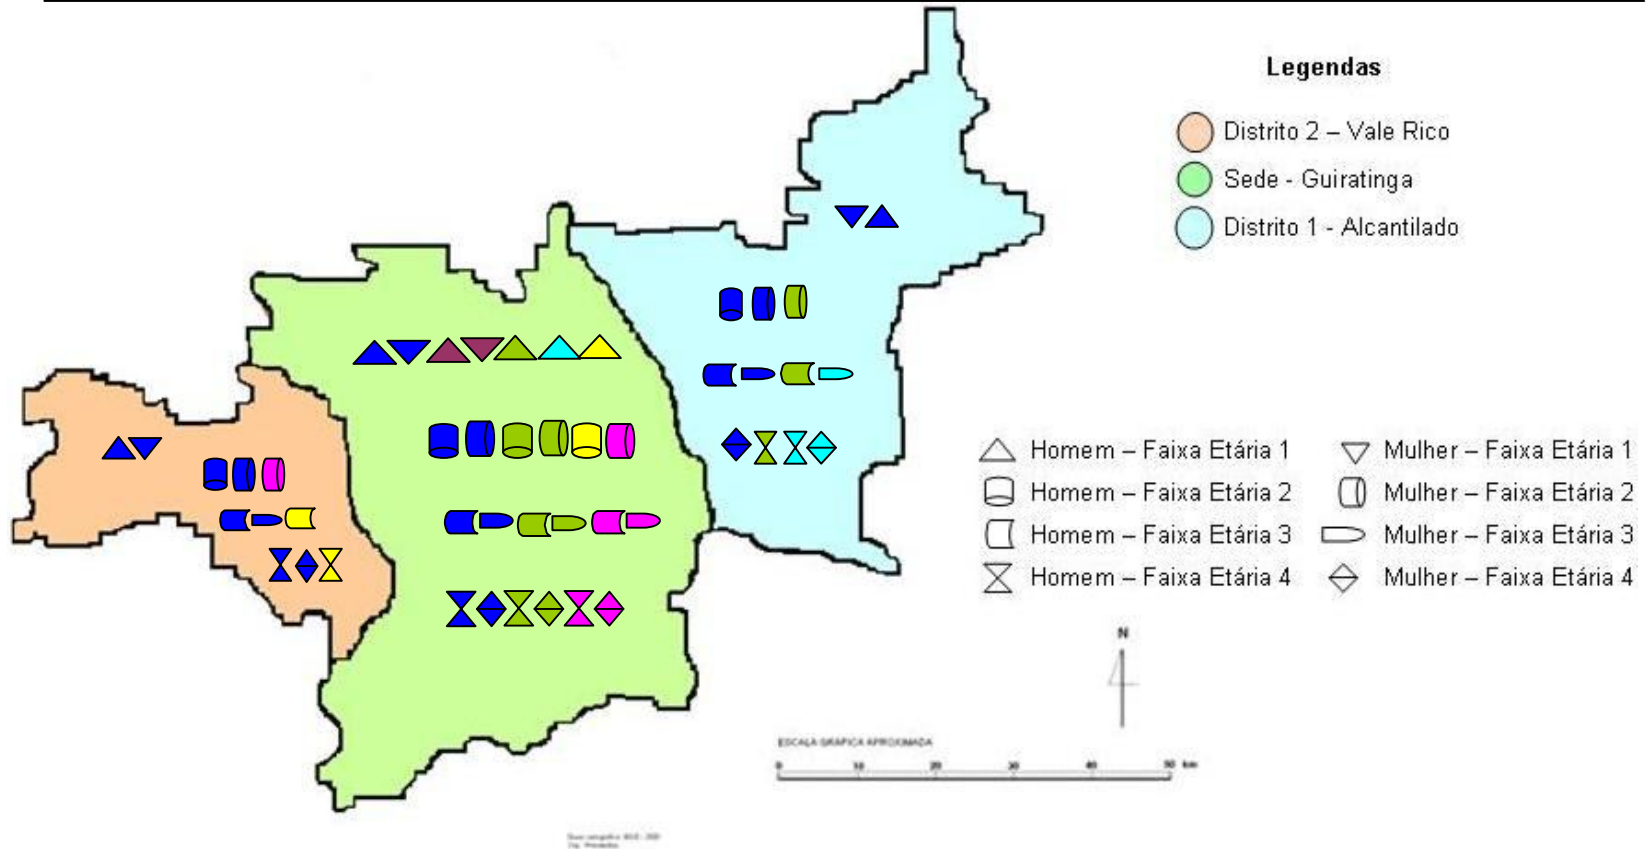 Legendas
Distrito 2 – Vale Rico
Sede - Guiratinga
Distrito 1 - Alcantilado
Homem – Faixa Etária 1
Mulher – Faixa Etária 1
Homem – Faixa Etária 2
Mulher – Faixa Etária 2
Homem – Faixa Etária 3
Mulher – Faixa Etária 3
Homem – Faixa Etária 4
Mulher – Faixa Etária 4
N
ESCALA GRÁFICA APROXIMADA
0 10 20 30 40 50 km